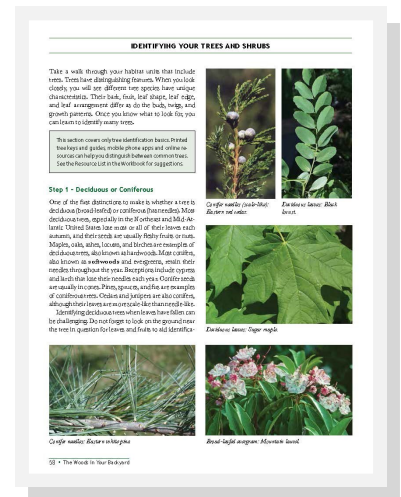 IDENTIFYING YOUR TREES AND SHRUBS
Take a walk through your habitat units that include
trees. Trees have distinguishing features. When you look
closely, you will see different tree species have unique
characteristics. Their bark, fruit, leaf shape, leaf edge,
and leaf arrangement differ as do the buds, twigs, and
growth patterns. Once you know what to look for, you
can learn to identify many trees.
This section covers only tree identification basics. Printed
tree keys and guides, mobile phone apps and online re-
sources can help you distinguish between common trees.
See the Resource List in the Workbook for suggestions.
Step 1 - Deciduous or Coniferous
One of the first distinctions to make is whether a tree is
deciduous (broad-leafed) or coniferous (has needles). Most
deciduous trees, especially in the Northeast and Mid-At-
lantic United States lose most or all of their leaves each
autumn, and their seeds are usually fleshy fruits or nuts.
Maples, oaks, ashes, locusts, and birches are examples of
deciduous trees, also known as hardwoods. Most conifers,
also known as softwoods and evergreens, retain their
needles throughout the year. Exceptions include cypress
and larch that lose their needles each year. Conifer seeds
are usually in cones. Pines, spruces, and firs are examples
of coniferous trees. Cedars and junipers are also conifers,
although their leaves are more scale-like than needle-like.
Identifying deciduous trees when leaves have fallen can
be challenging. Do not forget to look on the ground near
the tree in question for leaves and fruits to aid identifica-
Conifer needles (scale-like):
Eastern red cedar.
Deciduous leaves: Black
locust.
Deciduous leaves: Sugar maple.
Conifer needles: Eastern white pine
Broad-leafed evergreen: Mountain laurel.
58 • The Woods In Your Backyard